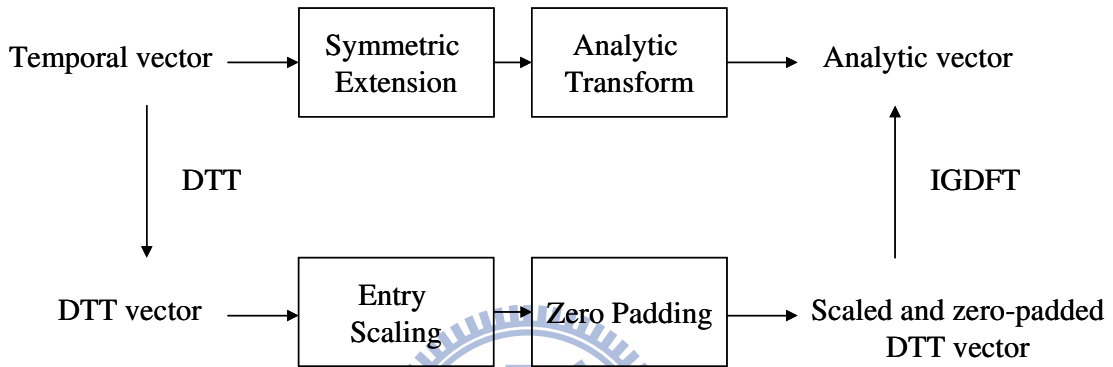 Temporal vector
Symmetric
Extension
Analytic
Transform
Analytic vector
DTT
IGDFT
DTT vector
Entry
Scaling
Zero Padding
Scaled and zero-padded
DTT vector